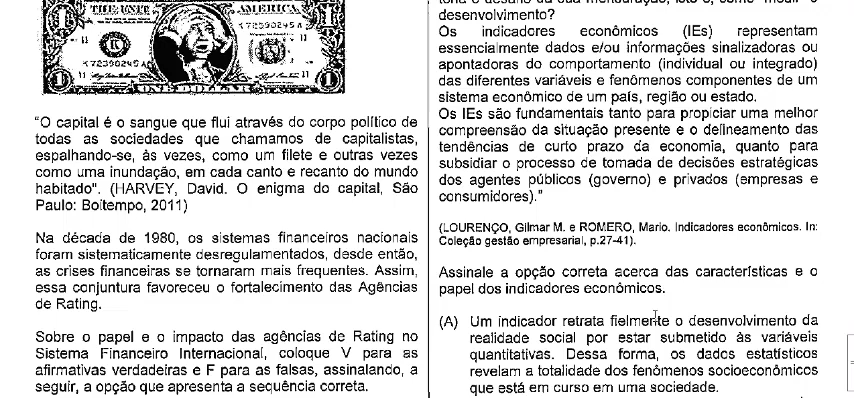 THE UNIT
AMERICA
K72390245A
11
11
K72390245A
11
11
1
1
"O capital é o sangue que flui através do corpo político de
todas as sociedades que chamamos de capitalistas,
espalhando-se, às vezes, como um filete e outras vezes
como uma inundação, em cada canto e recanto do mundo
habitado". (HARVEY, David. O enigma do capital, São
Paulo: Boitempo, 2011)
Na década de 1980, os sistemas financeiros nacionais
foram sistematicamente desregulamentados, desde então,
as crises financeiras se tornaram mais frequentes. Assim,
essa conjuntura favoreceu o fortalecimento das Agências
de Rating.
Sobre o papel e o impacto das agências de Rating no
Sistema Financeiro Internacional, coloque V para as
afirmativas verdadeiras e F para as falsas, assinalando, a
seguir, a opção que apresenta a sequência correta.
desenvolvimento?
Os indicadores econômicos (IEs) representam
essencialmente dados e/ou informações sinalizadoras ou
apontadoras do comportamento (individual ou integrado)
das diferentes variáveis e fenômenos componentes de um
sistema econômico de um país, região ou estado.
Os IEs são fundamentais tanto para propiciar uma melhor
compreensão da situação presente e o delineamento das
tendências de curto prazo da economia, quanto para
subsidiar o processo de tomada de decisões estratégicas
dos agentes públicos (governo) e privados (empresas e
consumidores)."
(LOURENÇO, Gilmar M. e ROMERO, Mario. Indicadores econômicos. In:
Coleção gestão empresarial, p.27-41).
Assinale a opção correta acerca das características e o
papel dos indicadores econômicos.
(A) Um indicador retrata fielmente o desenvolvimento da
realidade social por estar submetido às variáveis
quantitativas. Dessa forma, os dados estatísticos
revelam a totalidade dos fenômenos socioeconômicos
que está em curso em uma sociedade.